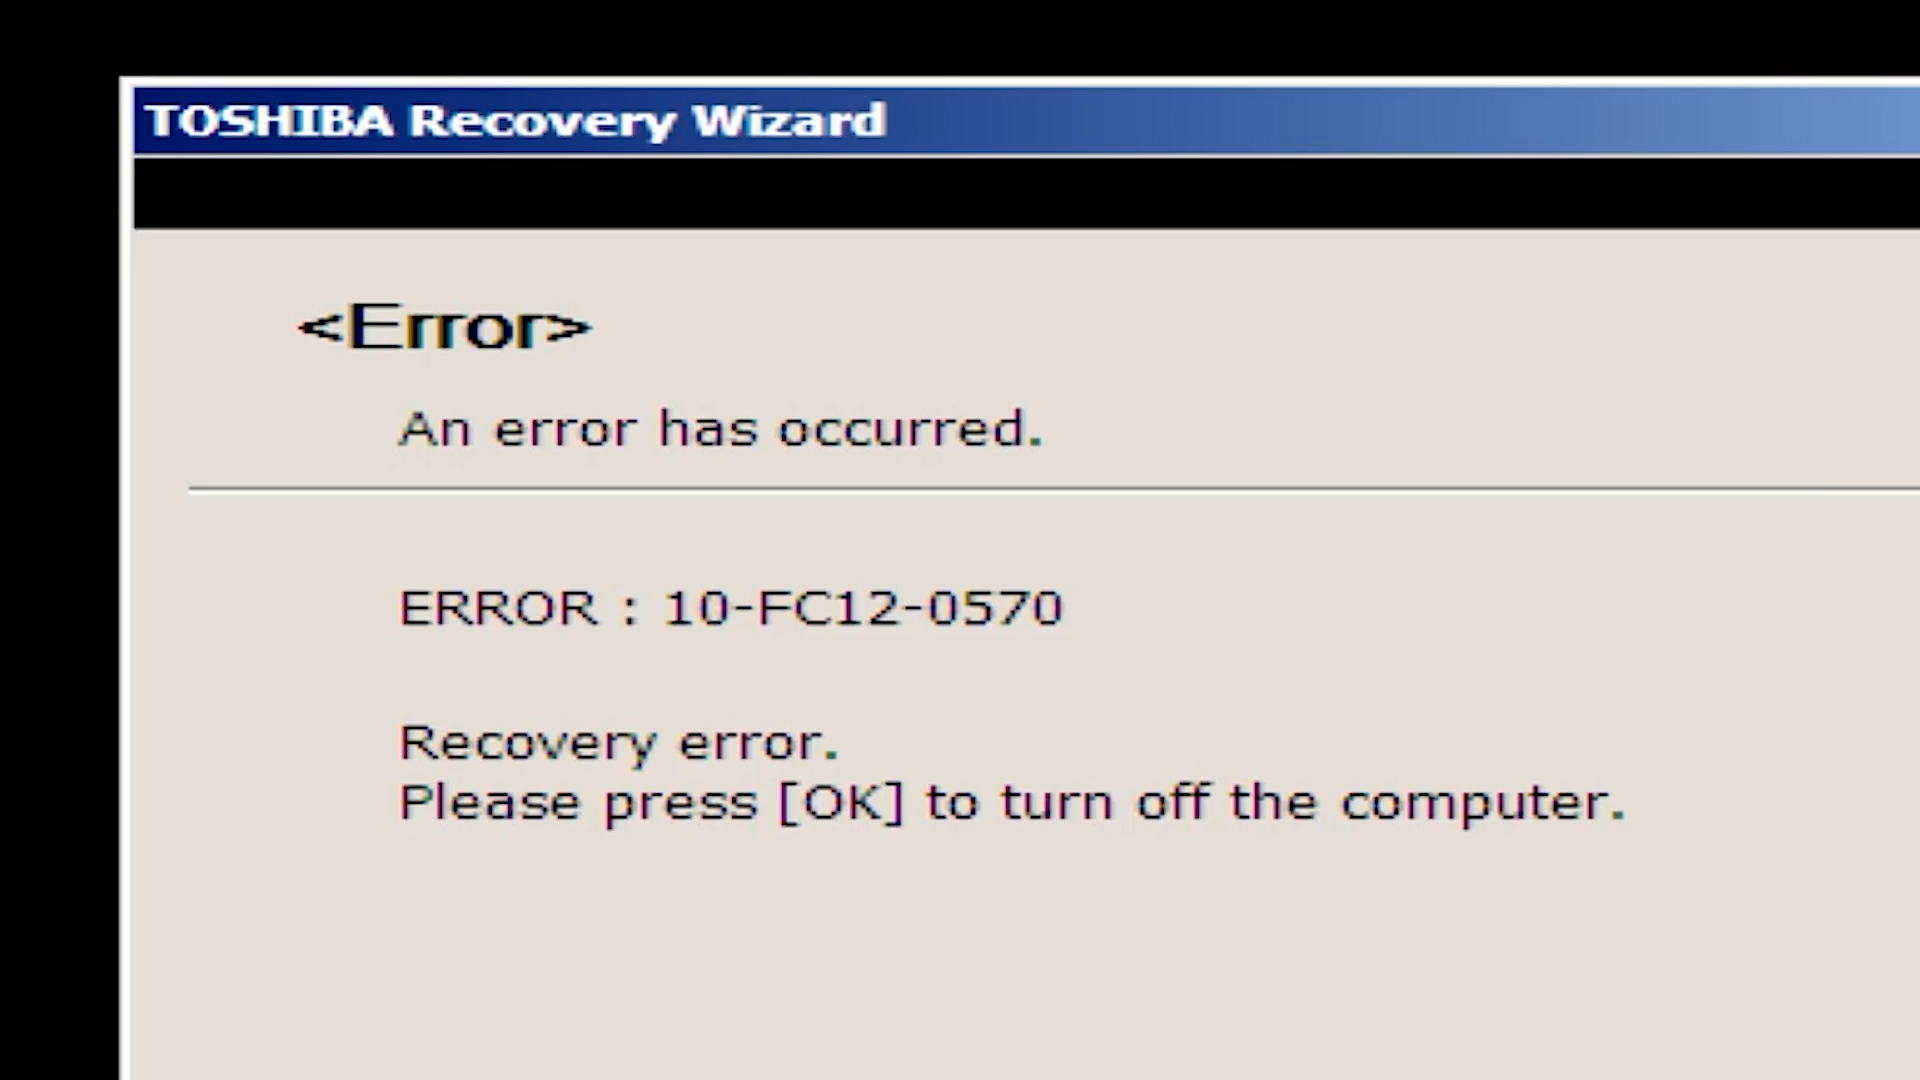 TOSHIBA Recovery Wizard
<Error>
An error has occurred.
ERROR : 10-FC12-0570
Recovery error.
Please press [OK] to turn off the computer.